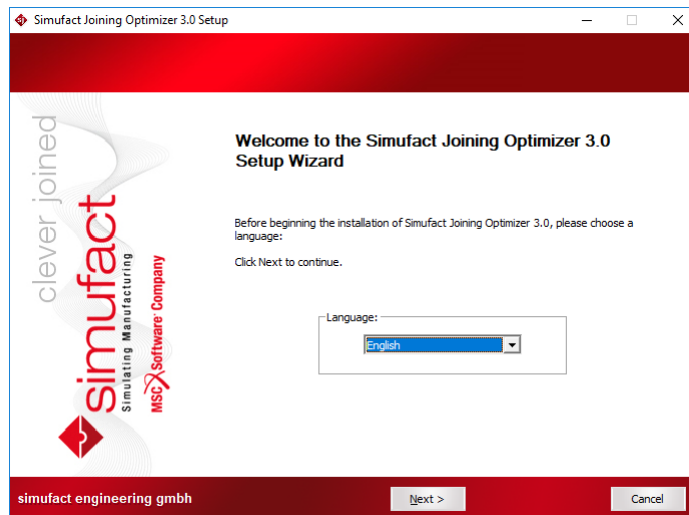 Simufact Joining Optimizer 3.0 Setup
clever joined
simufact
Simulating Manufacturing
MSC Software Company
Welcome to the Simufact Joining Optimizer 3.0
Setup Wizard
Before beginning the installation of Simufact Joining Optimizer 3.0, please choose a
language:
Click Next to continue.
Language:
English
simufact engineering gmbh
Next >
Cancel